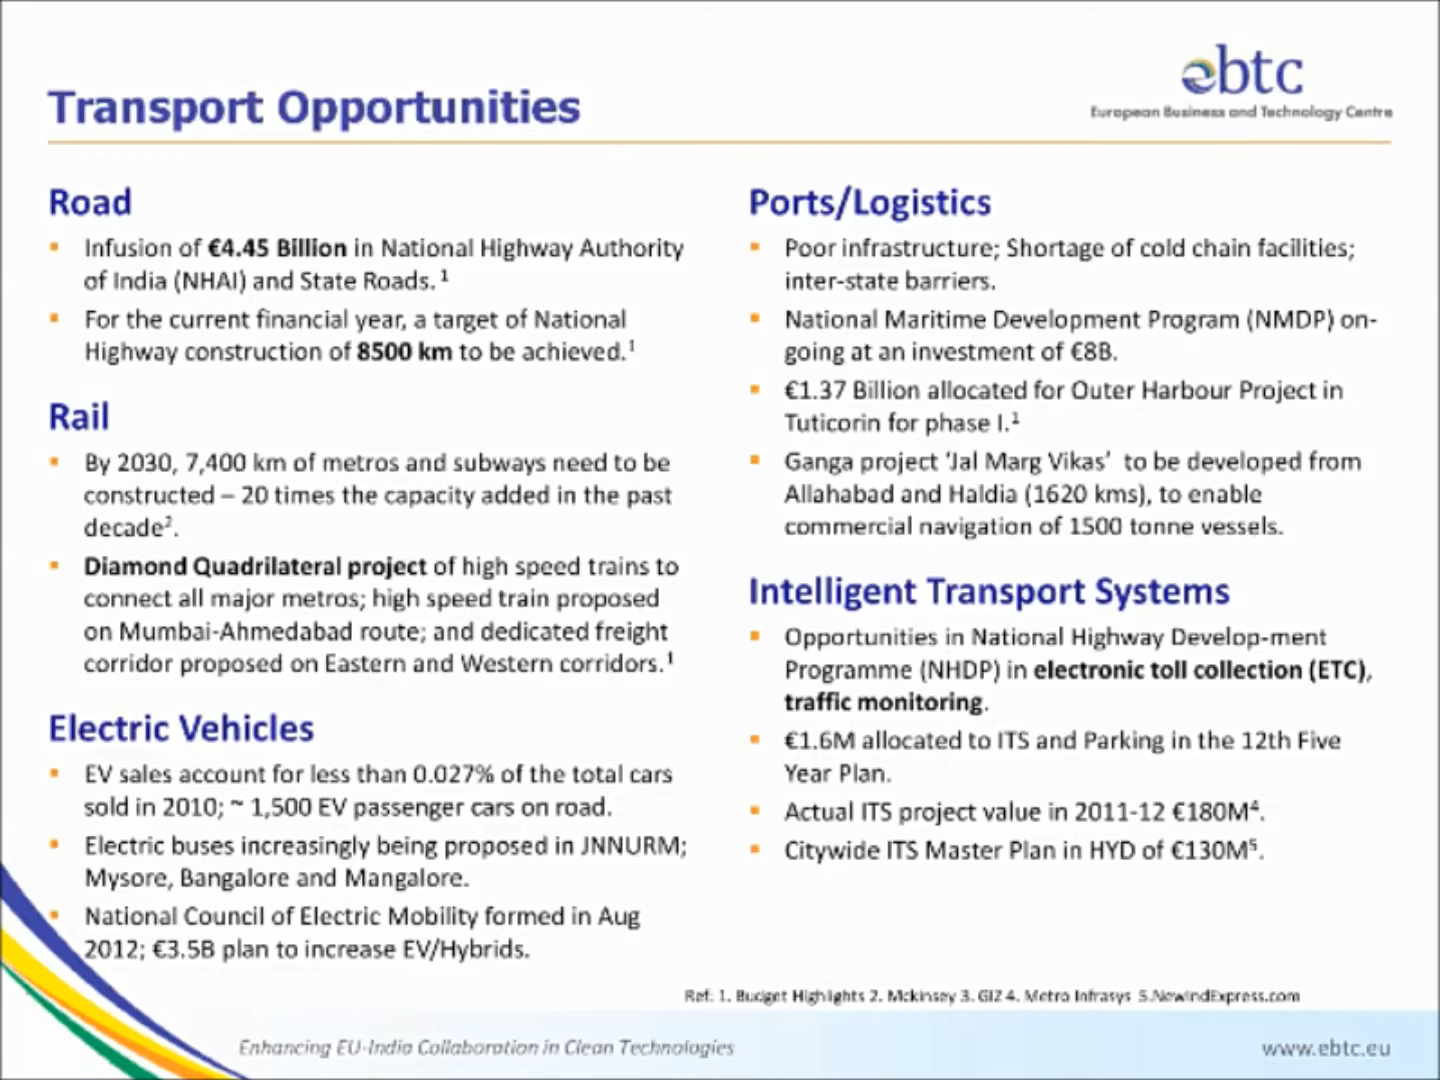 ebtc
European Business and Technology Centre
Transport Opportunities
Road
Infusion of €4.45 Billion in National Highway Authority
of India (NHAI) and State Roads. ¹
For the current financial year, a target of National
Highway construction of 8500 km to be achieved.¹
Rail
By 2030, 7,400 km of metros and subways need to be
constructed – 20 times the capacity added in the past
decade².
Diamond Quadrilateral project of high speed trains to
connect all major metros; high speed train proposed
on Mumbai-Ahmedabad route; and dedicated freight
corridor proposed on Eastern and Western corridors.¹
Electric Vehicles
EV sales account for less than 0.027% of the total cars
sold in 2010; ~ 1,500 EV passenger cars on road.
Electric buses increasingly being proposed in JNNURM;
Mysore, Bangalore and Mangalore.
National Council of Electric Mobility formed in Aug
2012; €3.5B plan to increase EV/Hybrids.
Ports/Logistics
Poor infrastructure; Shortage of cold chain facilities;
inter-state barriers.
National Maritime Development Program (NMDP) on-
going at an investment of €8B.
€1.37 Billion allocated for Outer Harbour Project in
Tuticorin for phase I.¹
Ganga project ‘Jal Marg Vikas’ to be developed from
Allahabad and Haldia (1620 kms), to enable
commercial navigation of 1500 tonne vessels.
Intelligent Transport Systems
Opportunities in National Highway Develop-ment
Programme (NHDP) in electronic toll collection (ETC),
traffic monitoring.
€1.6M allocated to ITS and Parking in the 12th Five
Year Plan.
Actual ITS project value in 2011-12 €180M⁴.
Citywide ITS Master Plan in HYD of €130M⁵.
Ref: 1. Budget Highlights 2. Mckinsey 3. GIZ 4. Metro Infrasys 5.NewIndExpress.com
Enhancing EU-India Collaboration in Clean Technologies
www.ebtc.eu